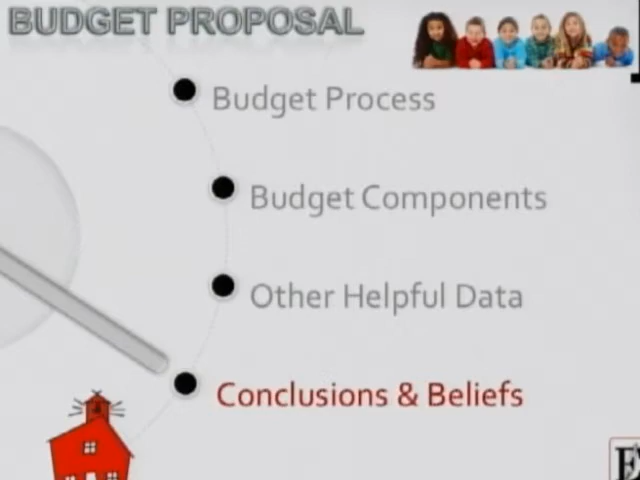 BUDGET PROPOSAL
Budget Process
Budget Components
Other Helpful Data
Conclusions & Beliefs
E